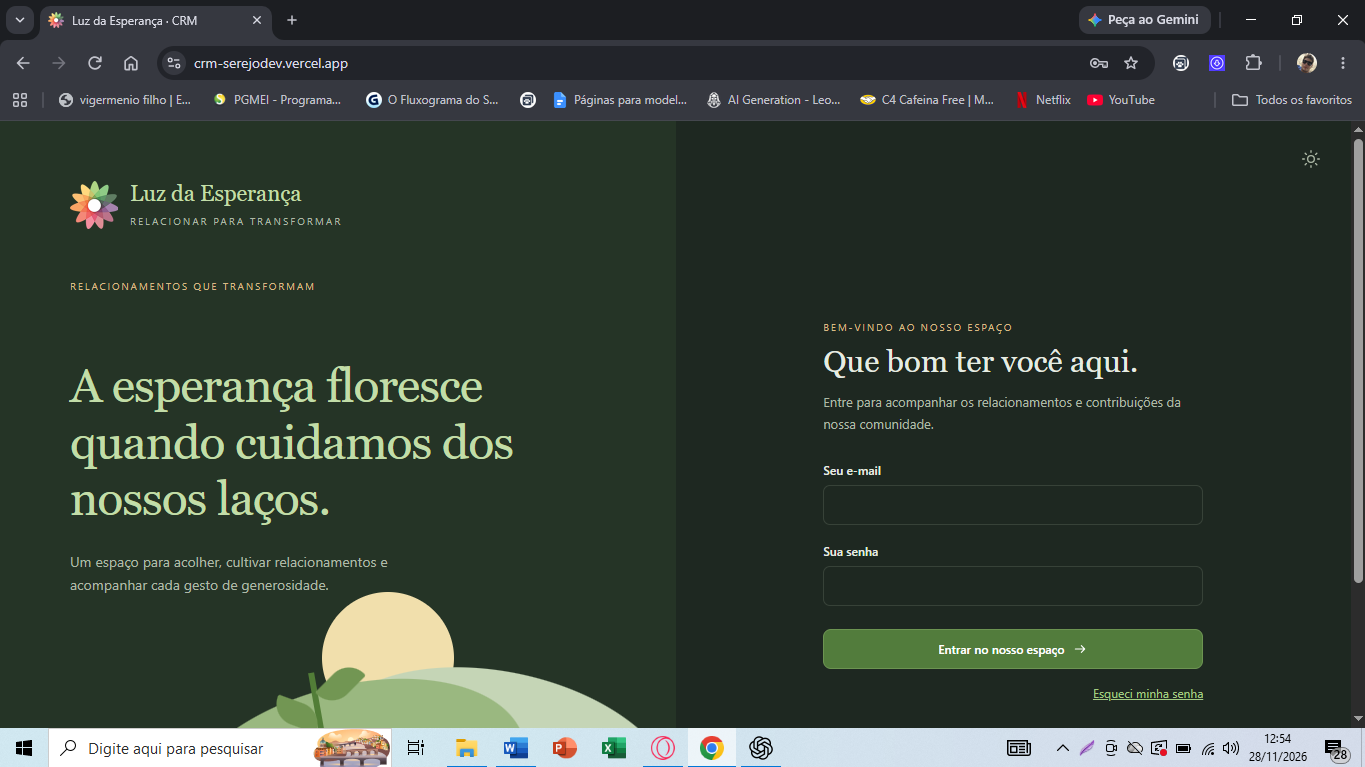 Luz da Esperança · CRM
Peça ao Gemini
crm-serejodev.vercel.app
vigermenio filho | E...
PGMEI - Programa...
O Fluxograma do S...
Páginas para model...
AI Generation - Leo...
C4 Cafeina Free | M...
Netflix
YouTube
Todos os favoritos
Luz da Esperança
RELACIONAR PARA TRANSFORMAR
RELACIONAMENTOS QUE TRANSFORMAM
A esperança floresce
quando cuidamos dos
nossos laços.
Um espaço para acolher, cultivar relacionamentos e
acompanhar cada gesto de generosidade.
BEM-VINDO AO NOSSO ESPAÇO
Que bom ter você aqui.
Entre para acompanhar os relacionamentos e contribuições da
nossa comunidade.
Seu e-mail
Sua senha
Entrar no nosso espaço →
Esqueci minha senha
Digite aqui para pesquisar
12:54
28/11/2026
28